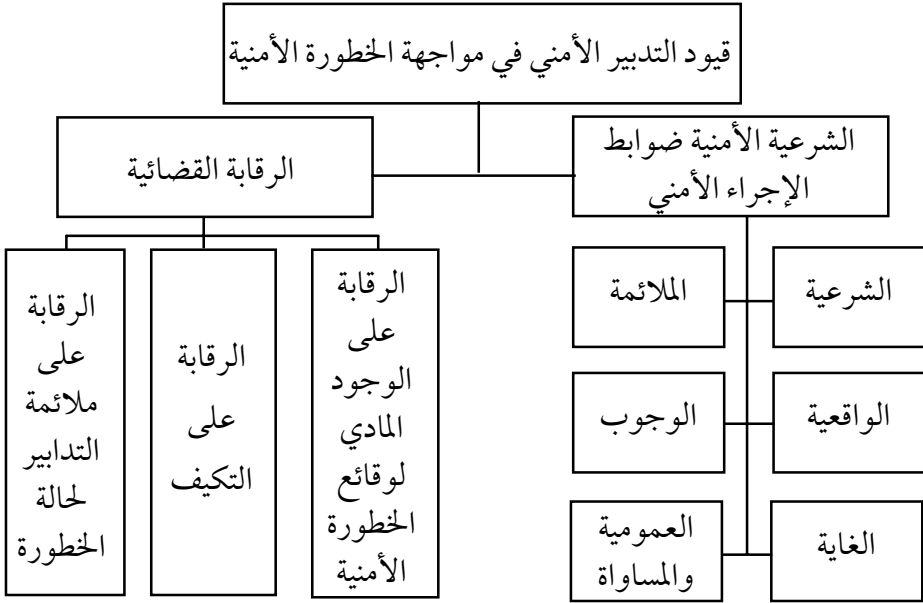 قيود التدبير الأمني في مواجهة الخطورة الأمنية
الشرعية الأمنية ضوابط
الإجراء الأمني
الشرعية
الملائمة
الواقعية
الوجوب
الغاية
العمومية
والمساواة
الرقابة القضائية
الرقابة
على
الوجود
المادي
لوقائع
الخطورة
الأمنية
الرقابة
على
التكيف
الرقابة
على
ملائمة
التدابير
لحالة
الخطورة